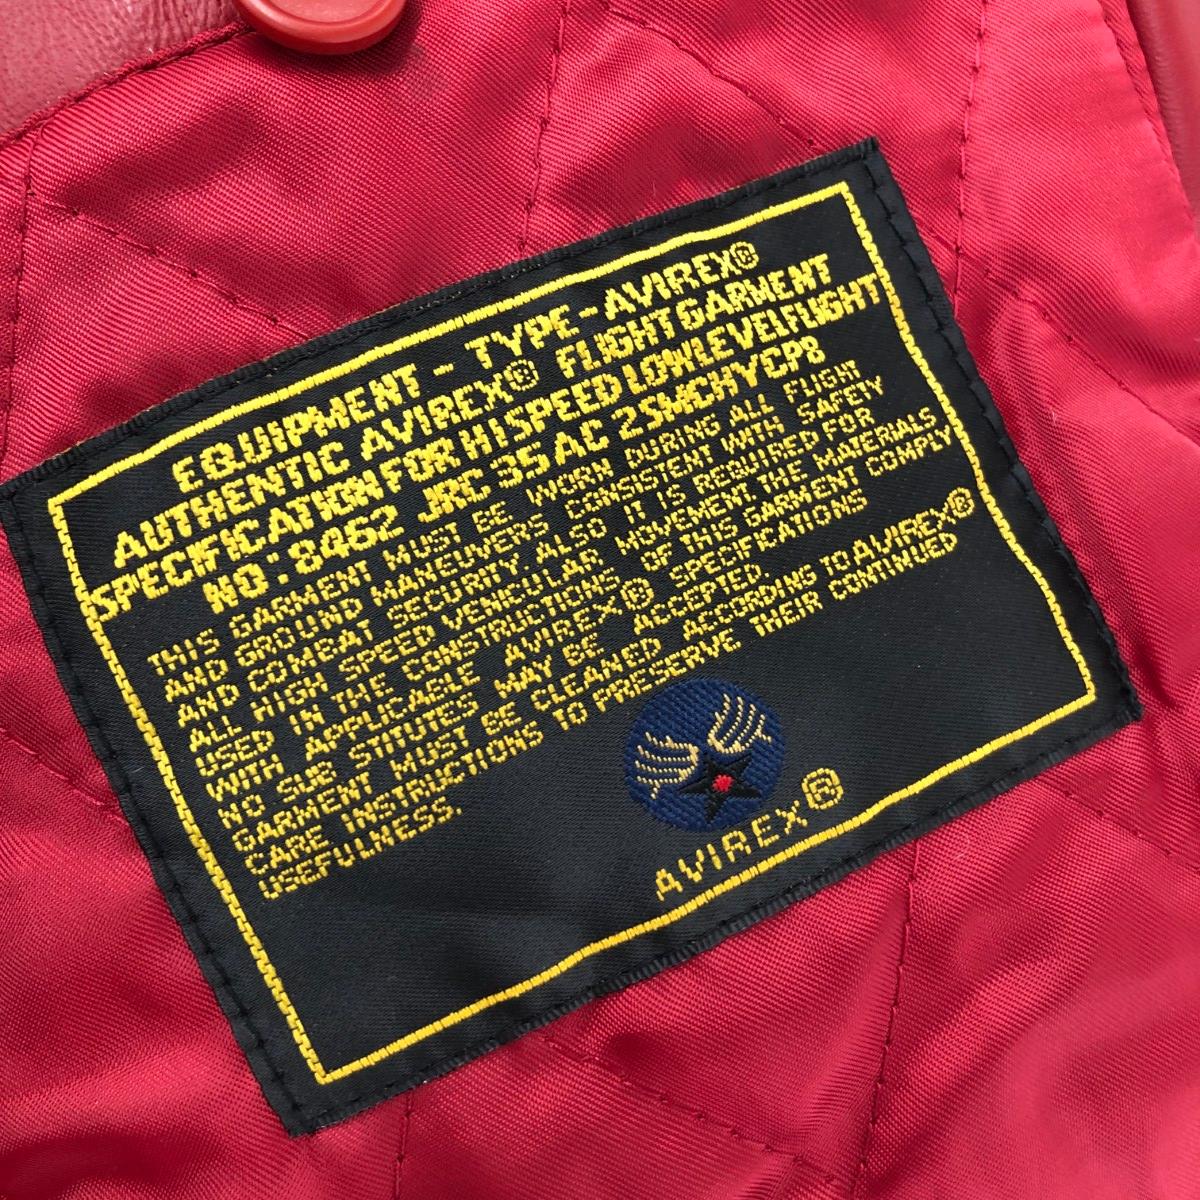 EQUIPMENT - TYPE - AVIREX®
AUTHENTIC AVIREX® FLIGHT GARMENT
SPECIFICATION FOR HI SPEED LOW LEVEL FLIGHT
NO.: 8462 JRC 35 AC 2 SMCHYCP8
THIS GARMENT MUST BE WORN DURING ALL FLIGHT
AND GROUND MANEUVERS CONSISTENT WITH SAFETY
AND COMBAT SECURITY. ALSO IT IS REQUIRED FOR
ALL HIGH SPEED VEHICULAR MOVEMENT THE MATERIALS
USED IN THE CONSTRUCTIONS OF THIS GARMENT COMPLY
WITH APPLICABLE AVIREX® SPECIFICATIONS
NO SUB STITUTES MAY BE ACCEPTED
GARMENT MUST BE CLEANED ACCORDING TO AVIREX®
CARE INSTRUCTIONS TO PRESERVE THEIR CONTINUED
USEFULNESS.
AVIREX®